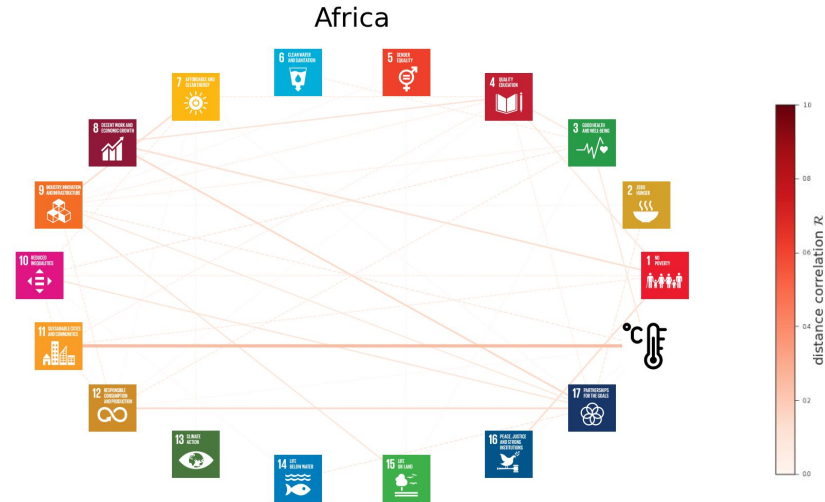 Africa
6 CLEAN WATER
AND SANITATION
5 GENDER
EQUALITY
7 AFFORDABLE AND
CLEAN ENERGY
4 QUALITY
EDUCATION
8 DECENT WORK AND
ECONOMIC GROWTH
3 GOOD HEALTH
AND WELL-BEING
9 INDUSTRY, INNOVATION
AND INFRASTRUCTURE
2 ZERO
HUNGER
10 REDUCED
INEQUALITIES
1 NO
POVERTY
11 SUSTAINABLE CITIES
AND COMMUNITIES
°C
12 RESPONSIBLE
CONSUMPTION
AND PRODUCTION
17 PARTNERSHIPS
FOR THE GOALS
13 CLIMATE
ACTION
16 PEACE, JUSTICE
AND STRONG
INSTITUTIONS
14 LIFE
BELOW WATER
15 LIFE
ON LAND
1.0
0.8
0.6
0.4
0.2
0.0
distance correlation R